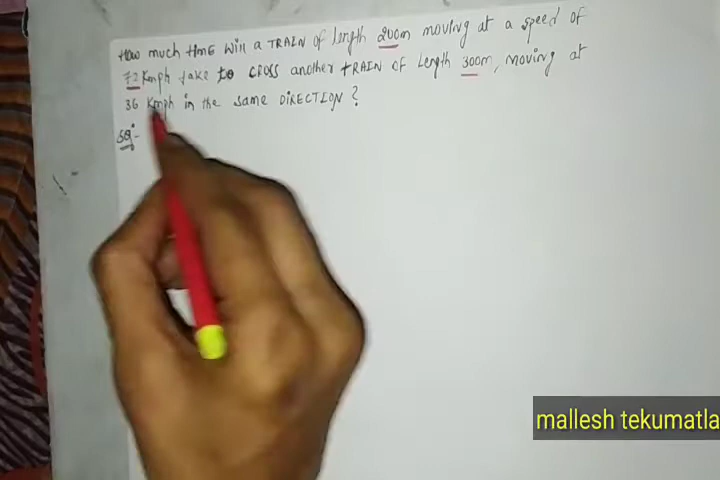 How much time will a TRAIN of length 200m moving at a speed of
72 Kmph take to CROSS another TRAIN of Length 300m, moving at
36 Kmph in the same DIRECTION?
Sol:-
mallesh tekumatla